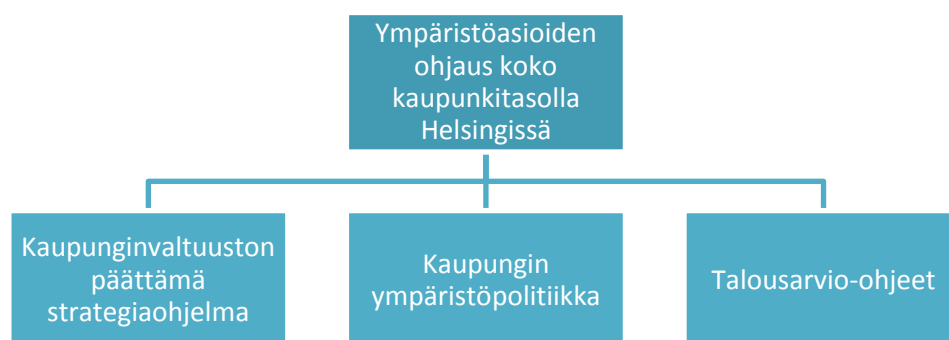 Ympäristöasioiden
ohjaus koko
kaupunkitasolla
Helsingissä
Kaupunginvaltuuston
päättämä
strategiaohjelma
Kaupungin
ympäristöpolitiikka
Talousarvio-ohjeet